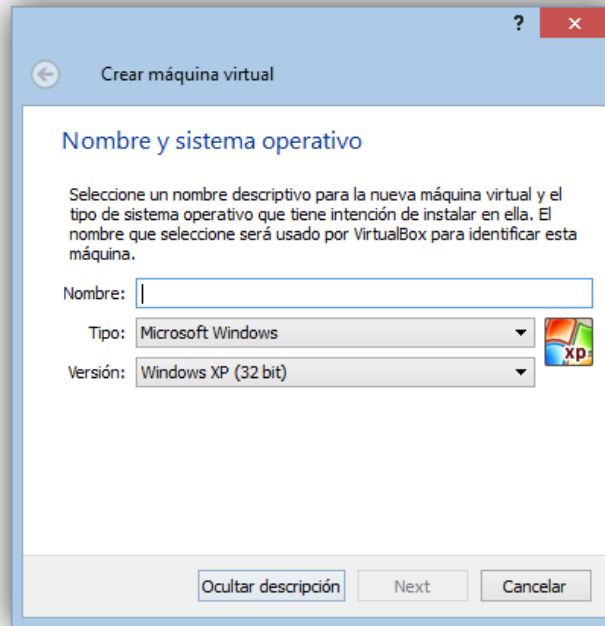 ?
Crear máquina virtual
Nombre y sistema operativo
Seleccione un nombre descriptivo para la nueva máquina virtual y el
tipo de sistema operativo que tiene intención de instalar en ella. El
nombre que seleccione será usado por VirtualBox para identificar esta
máquina.
Nombre:
Tipo: Microsoft Windows
xp
Versión: Windows XP (32 bit)
Ocultar descripción Next Cancelar